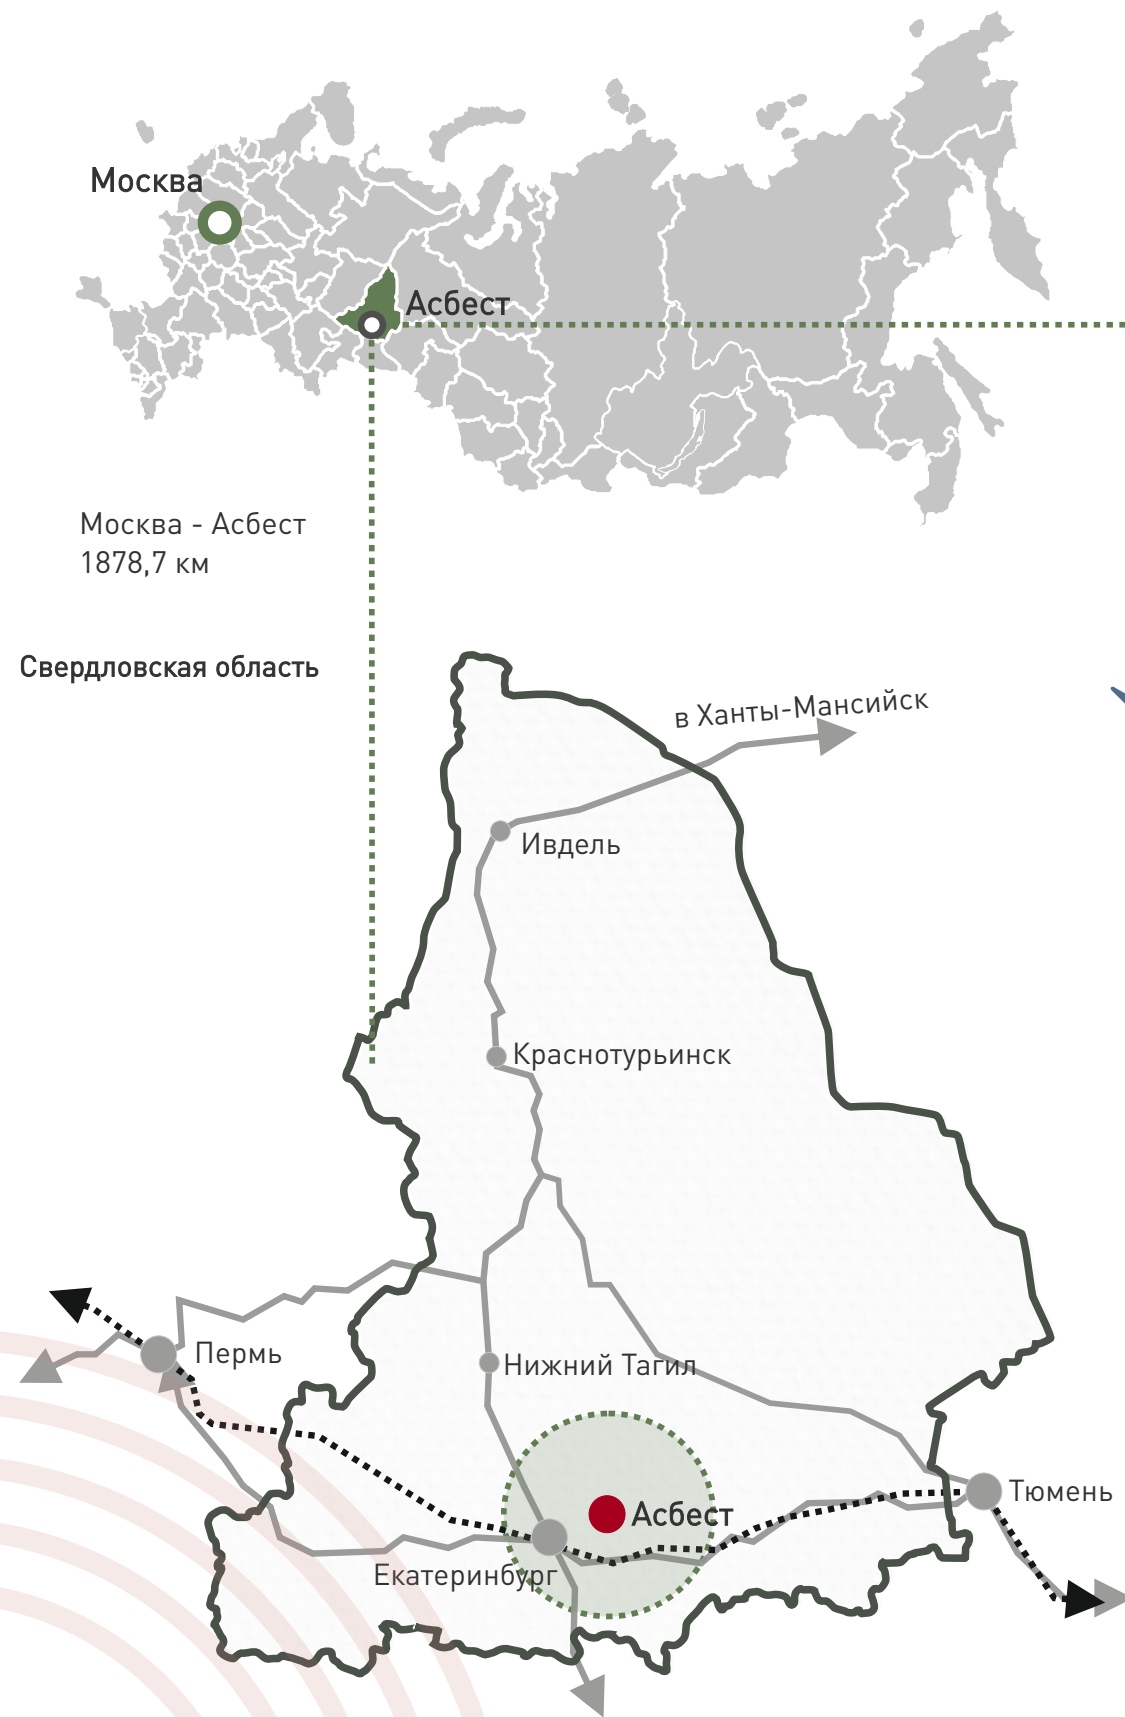 Москва
Асбест
Москва - Асбест
1878,7 км
Свердловская область
в Ханты-Мансийск
Ивдель
Краснотурьинск
Пермь
Нижний Тагил
Тюмень
Асбест
Екатеринбург